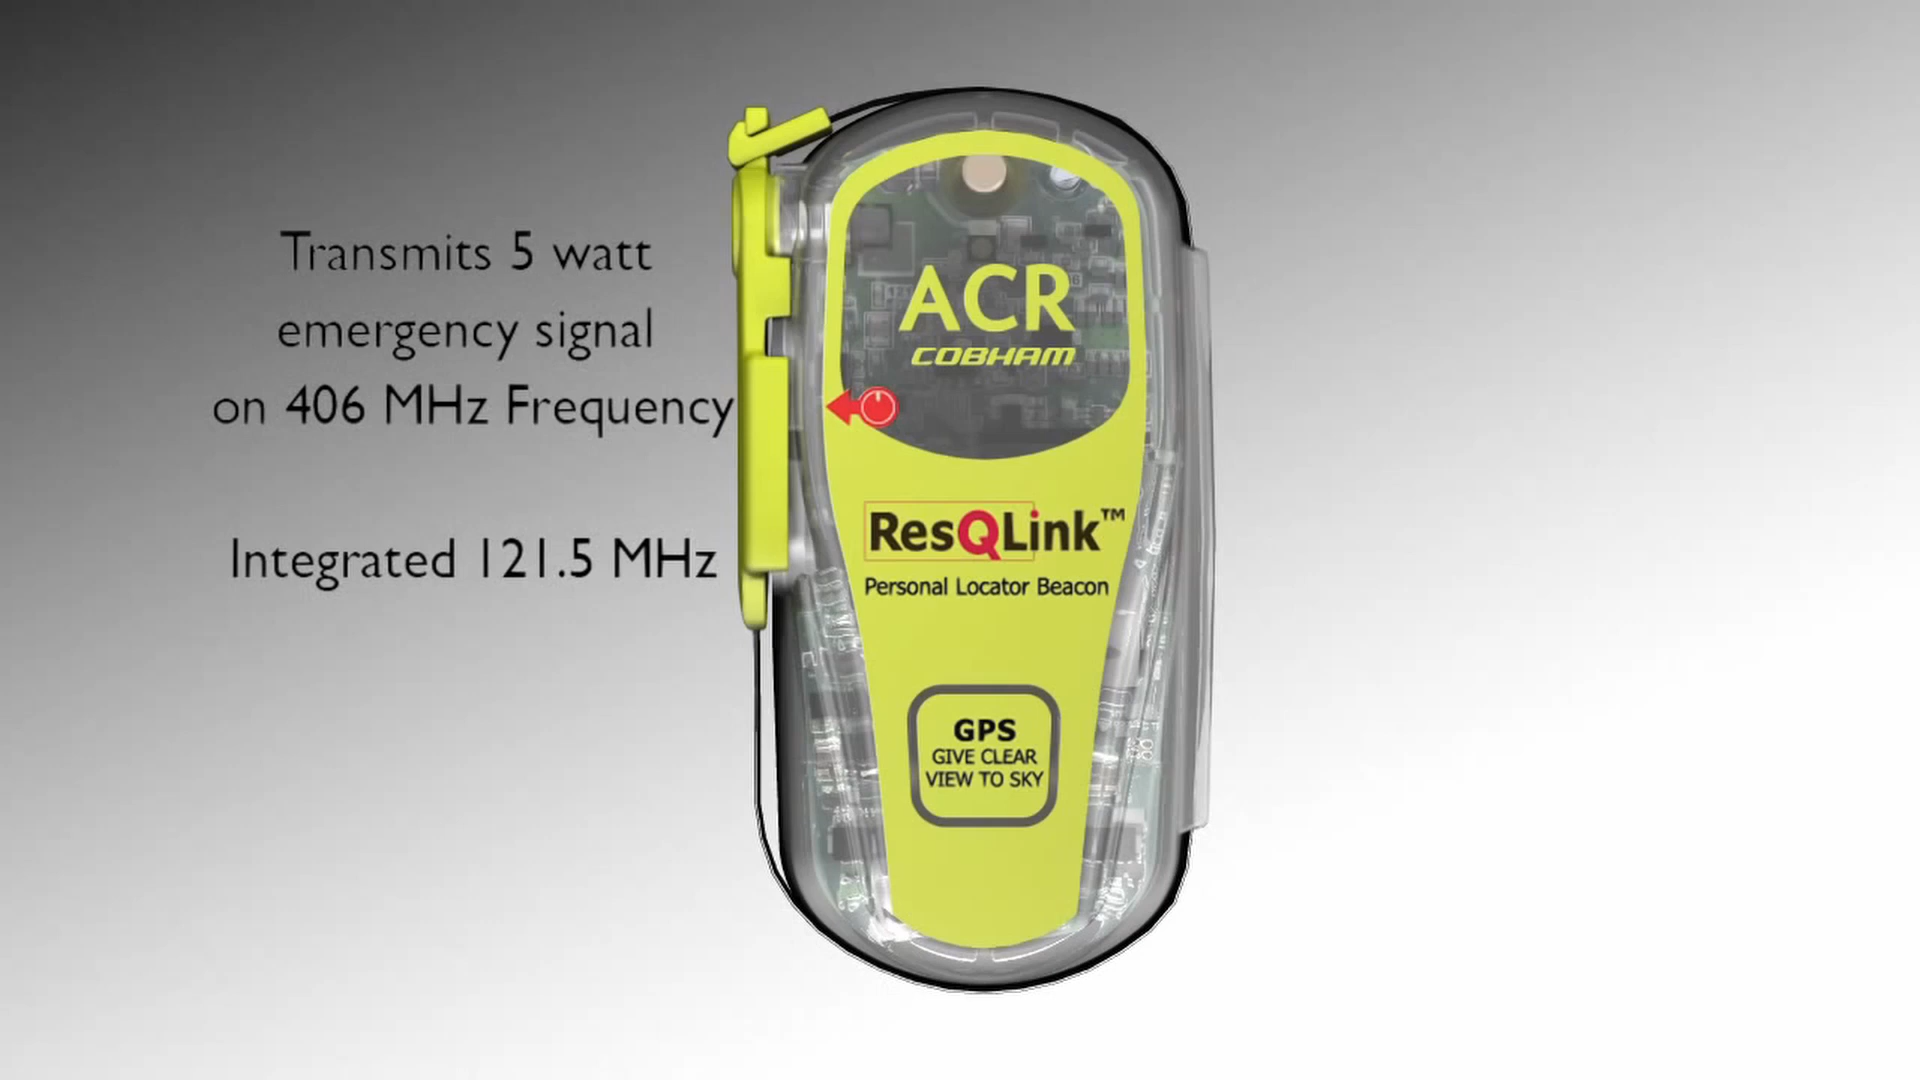 Transmits 5 watt
emergency signal
on 406 MHz Frequency
Integrated 121.5 MHz
ACR
COBHAM
ResQLink™
Personal Locator Beacon
GPS
GIVE CLEAR
VIEW TO SKY